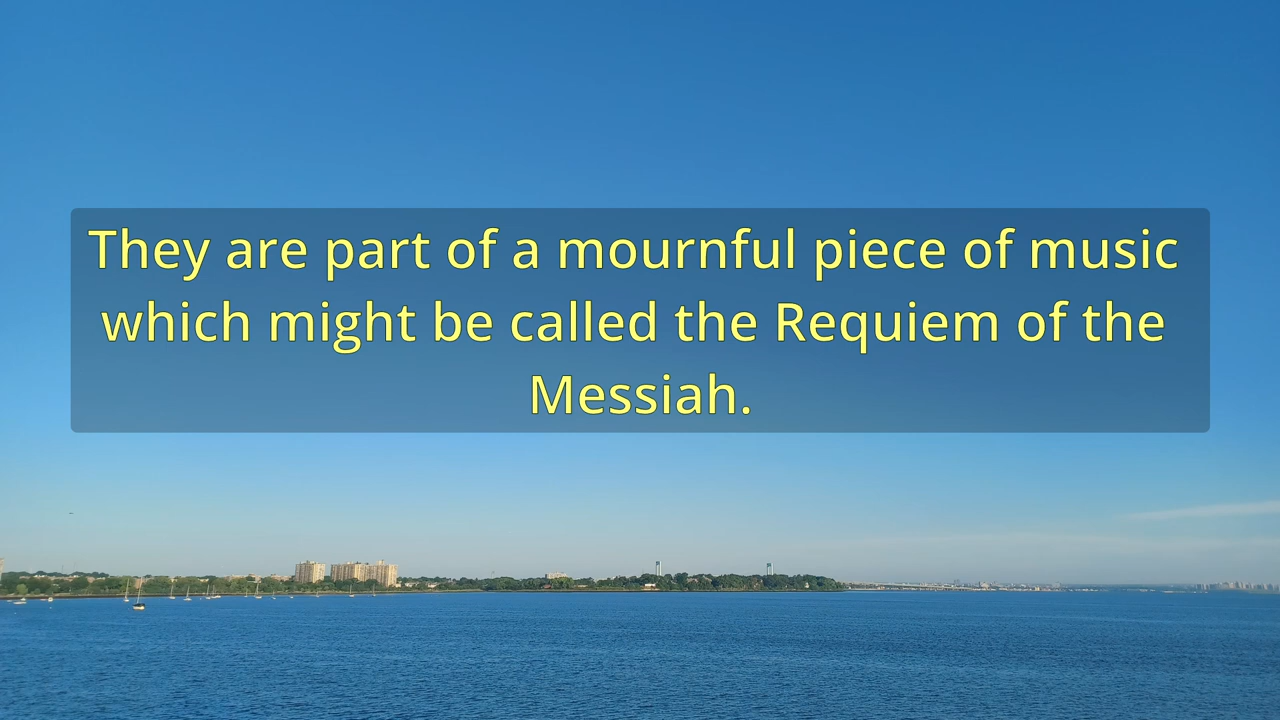 They are part of a mournful piece of music
which might be called the Requiem of the
Messiah.